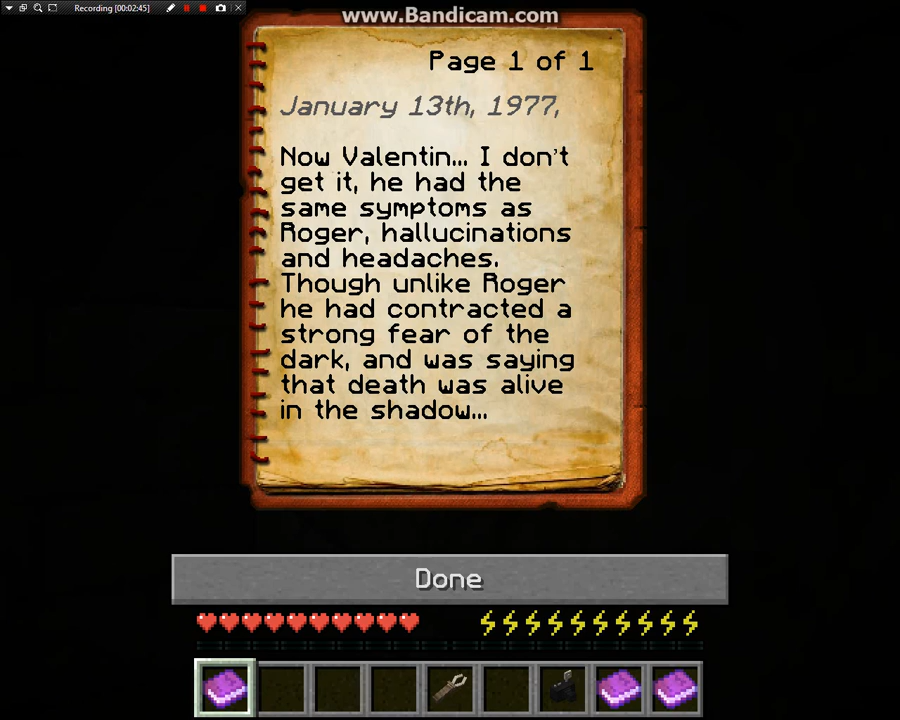 Recording [00:02:45]
www.Bandicam.com
Page 1 of 1
January 13th, 1977,
Now Valentin... I don't
get it, he had the
same symptoms as
Roger, hallucinations
and headaches.
Though unlike Roger
he had contracted a
strong fear of the
dark, and was saying
that death was alive
in the shadow...
Done